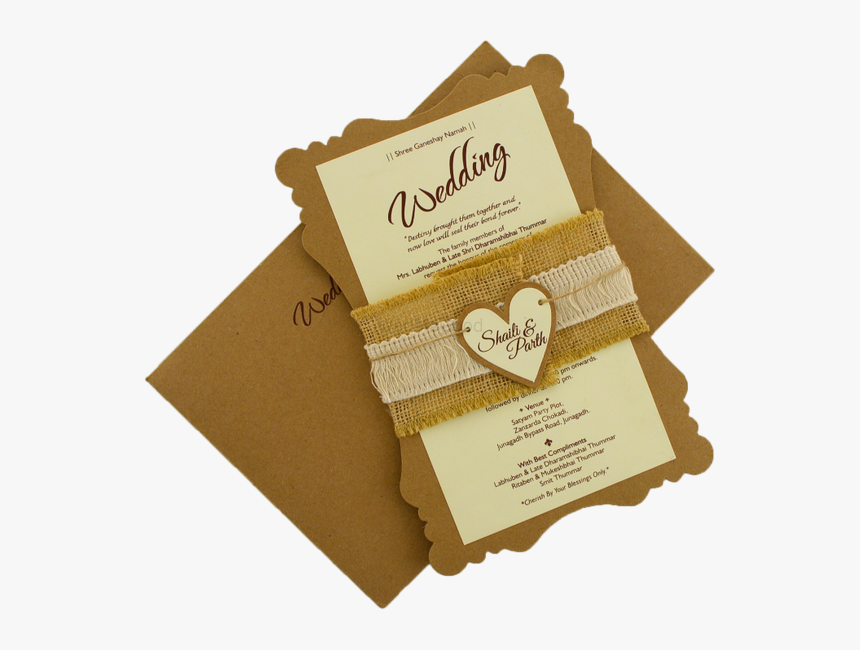 || Shree Ganeshay Namah ||
Wedding
"Destiny brought them together and
now love will seal their bond forever."
The family members of
Mrs. Labhuben & Late Shri Dharamshibhai Thummar
request the
Shaili &
Parth
pm onwards.
followed by pm.
Venue
Satyam Party Plot,
Zanzarda Chokadi,
Junagadh Bypass Road, Junagadh.
With Best Compliments
Labhuben & Late Dharamshibhai Thummar
Ritaben & Mukeshbhai Thummar
Smit Thummar
"Cherish By Your Blessings Only."
Wed